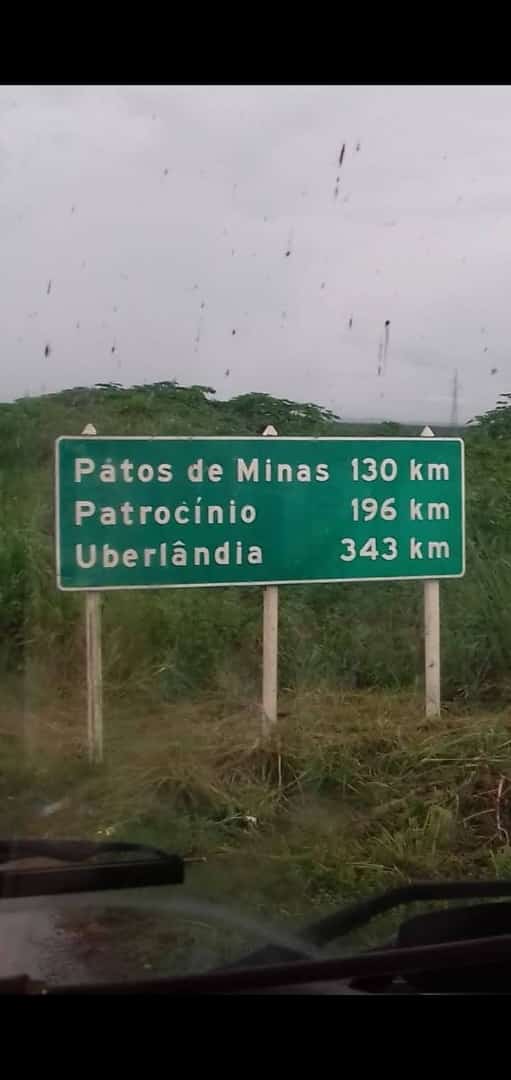 Patos de Minas 130 km
Patrocínio 196 km
Uberlândia 343 km